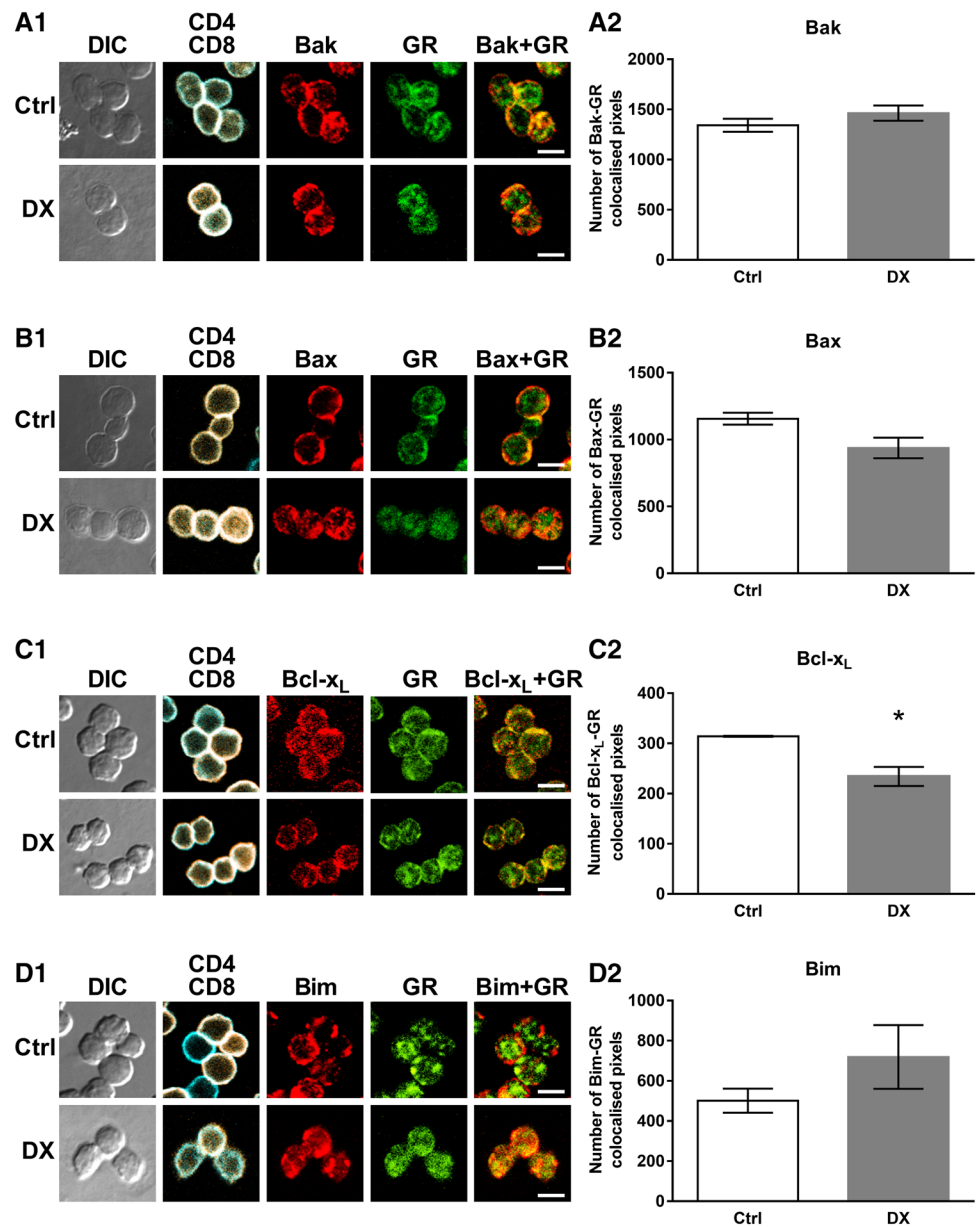 A1
DIC
CD4
CD8
Bak
GR
Bak+GR
Ctrl
DX
A2
Bak
Number of Bak-GR
colocalised pixels
2000
1500
1000
500
0
Ctrl
DX
B1
DIC
CD4
CD8
Bax
GR
Bax+GR
Ctrl
DX
B2
Bax
Number of Bax-GR
colocalised pixels
1500
1000
500
0
Ctrl
DX
C1
DIC
CD4
CD8
Bcl-xL
GR
Bcl-xL+GR
Ctrl
DX
C2
Bcl-xL
Number of Bcl-xL-GR
colocalised pixels
400
300
200
100
0
*
Ctrl
DX
D1
DIC
CD4
CD8
Bim
GR
Bim+GR
Ctrl
DX
D2
Bim
Number of Bim-GR
colocalised pixels
1000
800
600
400
200
0
Ctrl
DX